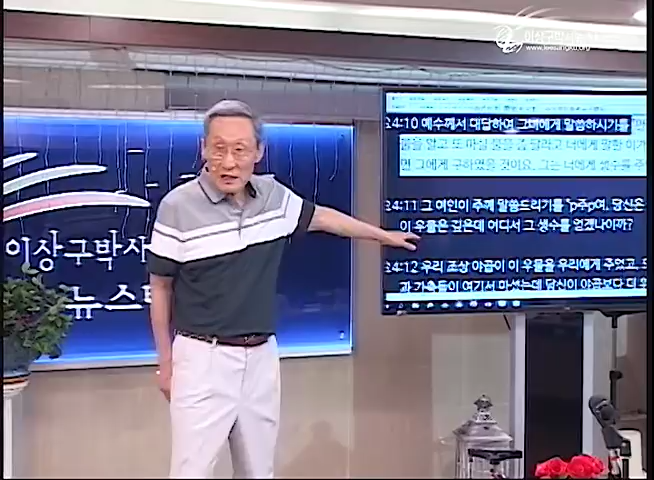 이상구박사
www.leesangku.org
4:10 예수께서 대답하여 그녀에게 말씀하시기를
물을 알고 또 마실 물을 좀 달라고 너에게 말한 이가
면 그에게 구하였을 것이요, 그는 너에게 생수를 주
4:11 그 여인이 주께 말씀드리기를 "p주p여, 당신은
이 우물은 깊은데 어디서 그 생수를 얻겠나이까?
4:12 우리 조상 야곱이 이 우물을 우리에게 주었고,
과 가축들이 여기서 마셨는데 당신이 야곱보다 더
이상구박사
뉴스